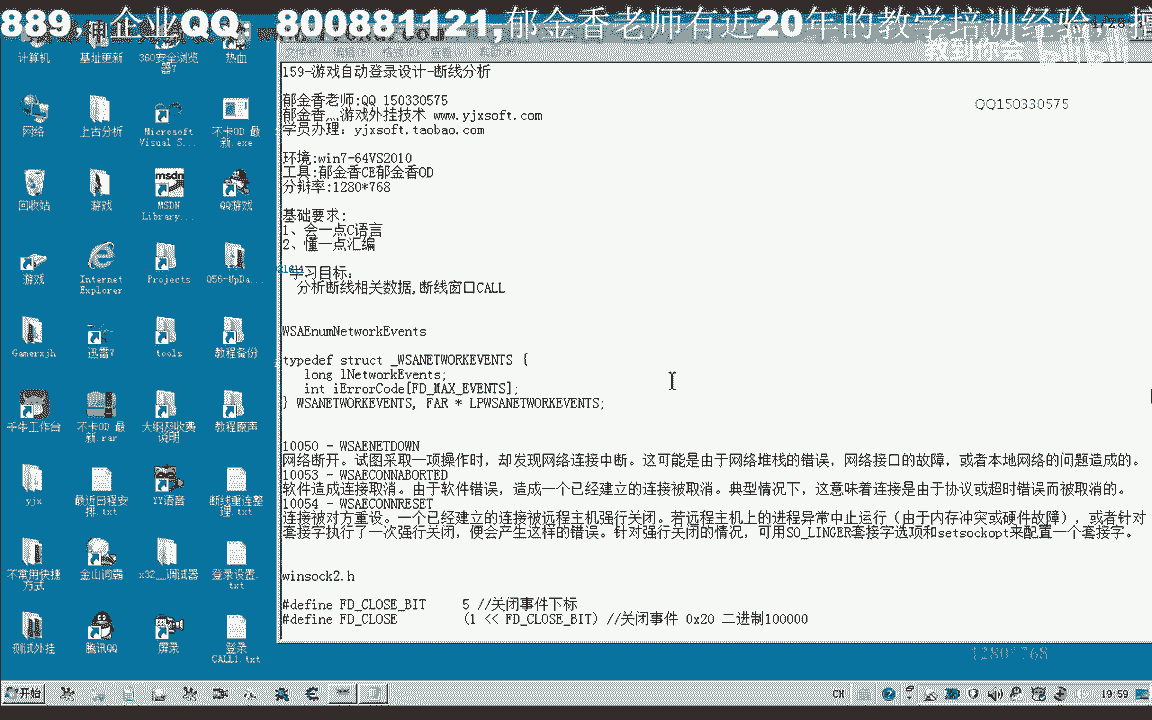 889, 企业QQ: 800881121,郁金香老师有近20年的教学培训经验,
教到你会 bilibili
计算机
基址更新
360安全浏览器7
热血
网络
上古分析
Microsoft Visual S...
不卡OD 最新.exe
回收站
游戏
msdn
MSDN Library...
QQ游戏
游戏
Internet Explorer
Projects
056-UpDa...
Gamerxjh
迅雷7
tools
教程备份
千牛工作台
不卡OD 最新.rar
大纲及收费说明
教程原声
yjx
最近日程安排.txt
YY语音
断线重连整理.txt
不常用快捷方式
金山词霸
x32__调试器
登录设置.txt
测试外挂
腾讯QQ
屏录
登录CALL1.txt
159-游戏自动登录设计-断线分析
郁金香老师:QQ 150330575
郁金香灬游戏外挂技术 www.yjxsoft.com
学员办理: yjxsoft.taobao.com
QQ150330575
环境:win7-64VS2010
工具:郁金香CE郁金香OD
分辩率:1280*768
基础要求:
1、会一点C语言
2、懂一点汇编
学习目标:
分析断线相关数据,断线窗口CALL
WSAEnumNetworkEvents
typedef struct _WSANETWORKEVENTS {
long lNetworkEvents;
int iErrorCode[FD_MAX_EVENTS];
} WSANETWORKEVENTS, FAR * LPWSANETWORKEVENTS;
10050 - WSAENETDOWN
网络断开。试图采取一项操作时，却发现网络连接中断。这可能是由于网络堆栈的错误，网络接口的故障，或者本地网络的问题造成的。
10053 - WSAECONNABORTED
软件造成连接取消。由于软件错误，造成一个已经建立的连接被取消。典型情况下，这意味着连接是由于协议或超时错误而被取消的。
10054 - WSAECONNRESET
连接被对方重设。一个已经建立的连接被远程主机强行关闭。若远程主机上的进程异常中止运行（由于内存冲突或硬件故障），或者针对
套接字执行了一次强行关闭，便会产生这样的错误。针对强行关闭的情况，可用SO_LINGER套接字选项和setsockopt来配置一个套接字。
winsock2.h
#define FD_CLOSE_BIT 5 //关闭事件下标
#define FD_CLOSE (1 << FD_CLOSE_BIT) //关闭事件 0x20 二进制100000
1280*768
开始
CH
19:59